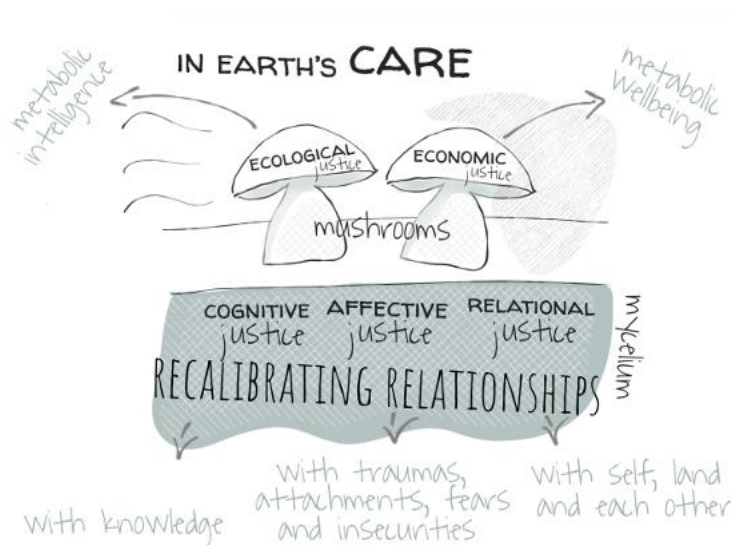 IN EARTH'S CARE
metabolic
intelligence
metabolic
Wellbeing
ECOLOGICAL
justice
ECONOMIC
justice
mushrooms
COGNITIVE
justice
AFFECTIVE
justice
RELATIONAL
justice
mycelium
RECALIBRATING RELATIONSHIPS
with knowledge
with traumas,
attachments, fears
and insecurities
with self, land
and each other